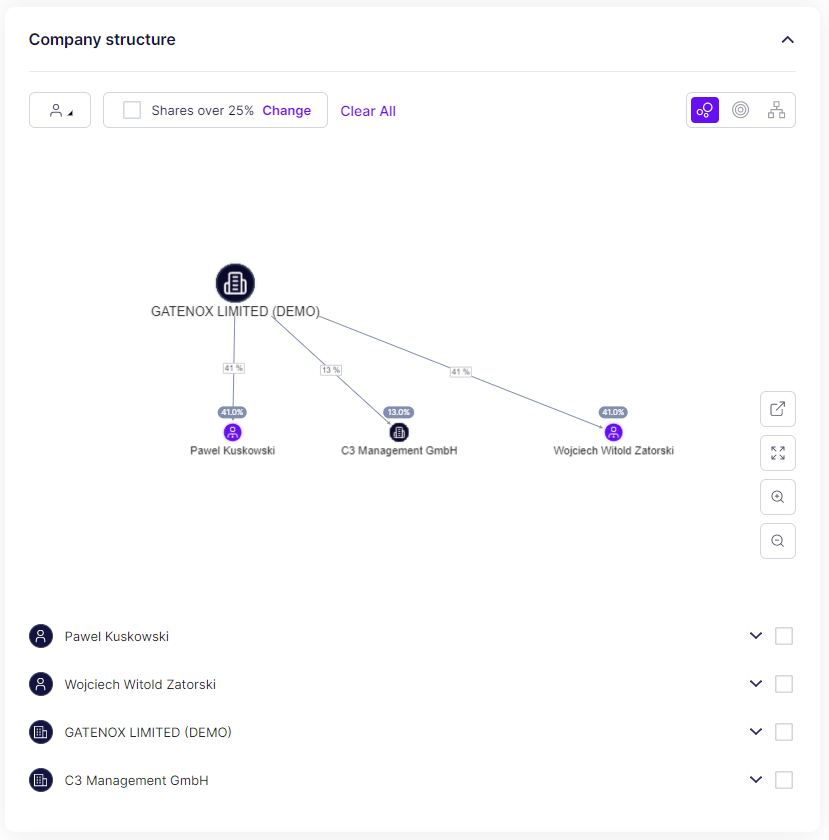 Company structure
Shares over 25% Change Clear All
GATENOX LIMITED (DEMO)
41 % 13 % 41 %
41.0% 13.0% 41.0%
Pawel Kuskowski C3 Management GmbH Wojciech Witold Zatorski
Pawel Kuskowski
Wojciech Witold Zatorski
GATENOX LIMITED (DEMO)
C3 Management GmbH